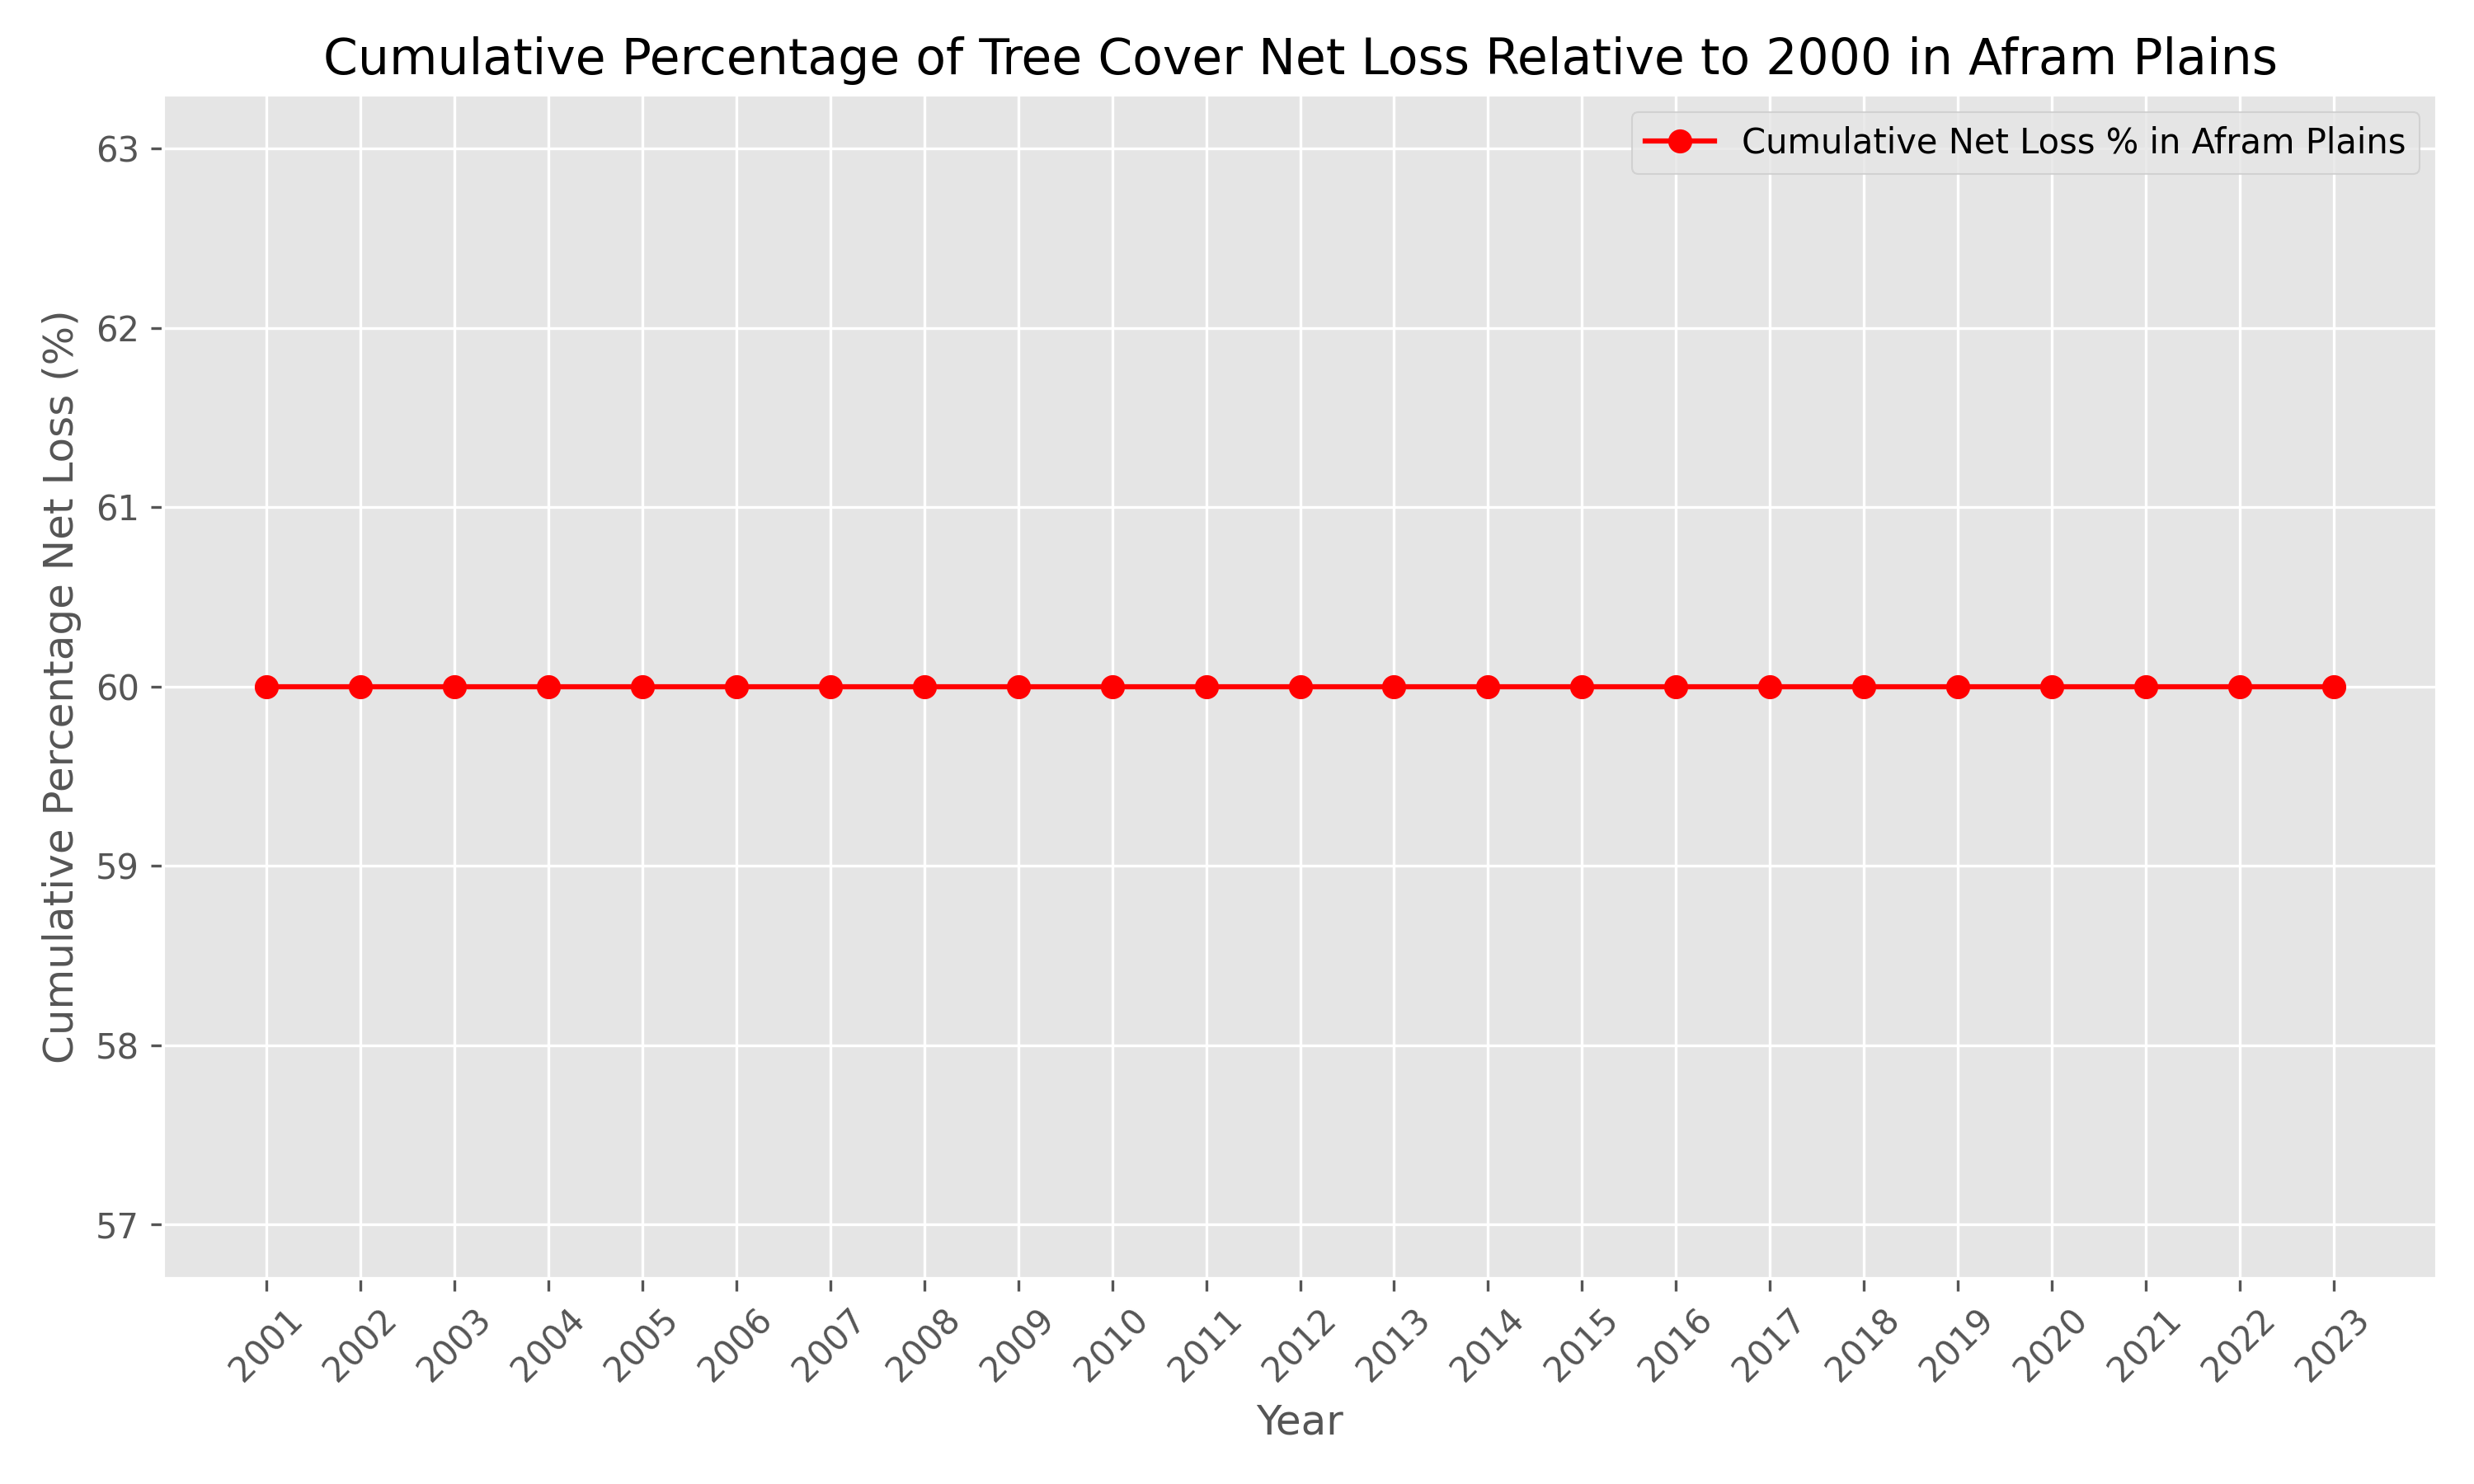 Cumulative Percentage of Tree Cover Net Loss Relative to 2000 in Afram Plains
Cumulative Net Loss % in Afram Plains
Cumulative Percentage Net Loss (%)
63
62
61
60
59
58
57
2001 2002 2003 2004 2005 2006 2007 2008 2009 2010 2011 2012 2013 2014 2015 2016 2017 2018 2019 2020 2021 2022 2023
Year